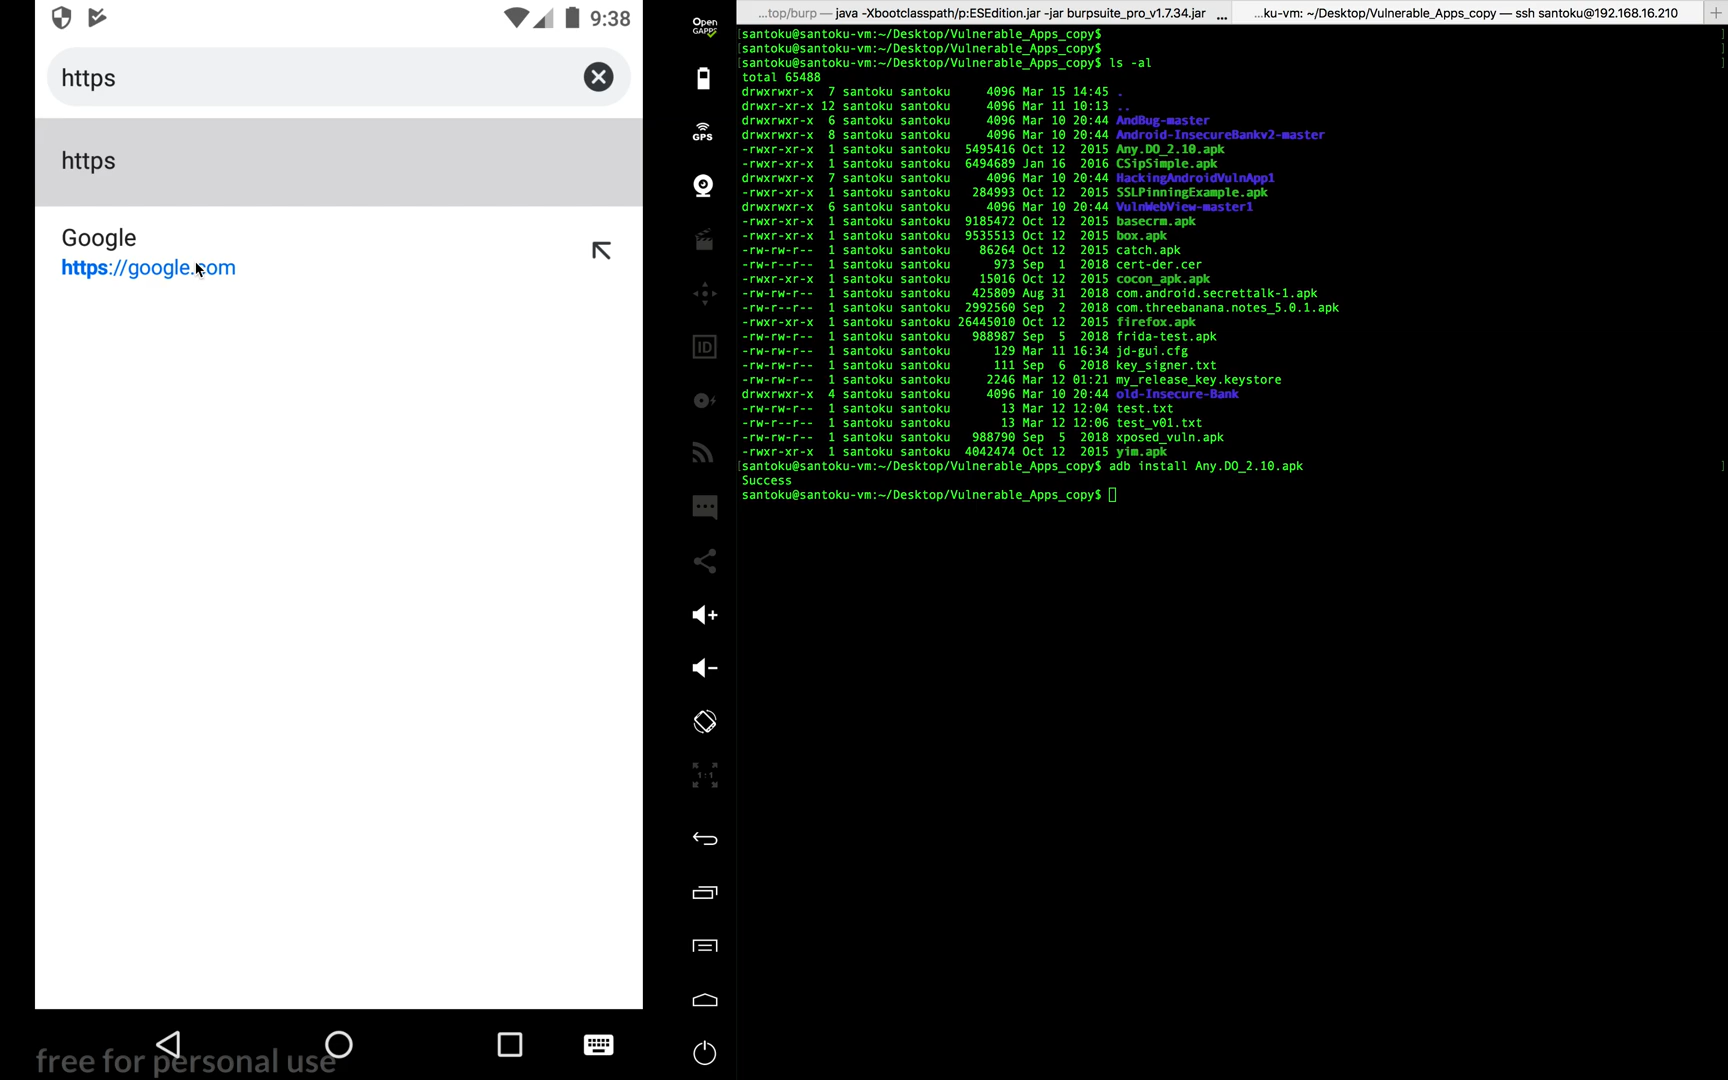 9:38
https
https
Google
https://google.com
free for personal use
Open
GAPPS
GPS
ID
1:1
...top/burp — java -Xbootclasspath/p:ESEdition.jar -jar burpsuite_pro_v1.7.34.jar ...
...ku-vm: ~/Desktop/Vulnerable_Apps_copy — ssh santoku@192.168.16.210 +
[santoku@santoku-vm:~/Desktop/Vulnerable_Apps_copy$ ]
[santoku@santoku-vm:~/Desktop/Vulnerable_Apps_copy$ ]
[santoku@santoku-vm:~/Desktop/Vulnerable_Apps_copy$ ls -al ]
total 65488
drwxrwxr-x 7 santoku santoku 4096 Mar 15 14:45 .
drwxr-xr-x 12 santoku santoku 4096 Mar 11 10:13 ..
drwxrwxr-x 6 santoku santoku 4096 Mar 10 20:44 AndBug-master
drwxrwxr-x 8 santoku santoku 4096 Mar 10 20:44 Android-InsecureBankv2-master
-rwxr-xr-x 1 santoku santoku 5495416 Oct 12 2015 Any.DO_2.10.apk
-rwxr-xr-x 1 santoku santoku 6494689 Jan 16 2016 CSipSimple.apk
drwxrwxr-x 7 santoku santoku 4096 Mar 10 20:44 HackingAndroidVulnApp1
-rwxr-xr-x 1 santoku santoku 284993 Oct 12 2015 SSLPinningExample.apk
drwxrwxr-x 6 santoku santoku 4096 Mar 10 20:44 VulnWebView-master1
-rwxr-xr-x 1 santoku santoku 9185472 Oct 12 2015 basecrm.apk
-rwxr-xr-x 1 santoku santoku 9535513 Oct 12 2015 box.apk
-rw-rw-r-- 1 santoku santoku 86264 Oct 12 2015 catch.apk
-rw-r--r-- 1 santoku santoku 973 Sep 1 2018 cert-der.cer
-rwxr-xr-x 1 santoku santoku 15016 Oct 12 2015 cocon_apk.apk
-rw-rw-r-- 1 santoku santoku 425809 Aug 31 2018 com.android.secrettalk-1.apk
-rw-rw-r-- 1 santoku santoku 2992560 Sep 2 2018 com.threebanana.notes_5.0.1.apk
-rwxr-xr-x 1 santoku santoku 26445010 Oct 12 2015 firefox.apk
-rw-rw-r-- 1 santoku santoku 988987 Sep 5 2018 frida-test.apk
-rw-rw-r-- 1 santoku santoku 129 Mar 11 16:34 jd-gui.cfg
-rw-rw-r-- 1 santoku santoku 111 Sep 6 2018 key_signer.txt
-rw-rw-r-- 1 santoku santoku 2246 Mar 12 01:21 my_release_key.keystore
drwxrwxr-x 4 santoku santoku 4096 Mar 10 20:44 old-Insecure-Bank
-rw-rw-r-- 1 santoku santoku 13 Mar 12 12:04 test.txt
-rw-r--r-- 1 santoku santoku 13 Mar 12 12:06 test_v01.txt
-rw-rw-r-- 1 santoku santoku 988790 Sep 5 2018 xposed_vuln.apk
-rwxr-xr-x 1 santoku santoku 4042474 Oct 12 2015 yim.apk
[santoku@santoku-vm:~/Desktop/Vulnerable_Apps_copy$ adb install Any.DO_2.10.apk ]
Success
santoku@santoku-vm:~/Desktop/Vulnerable_Apps_copy$